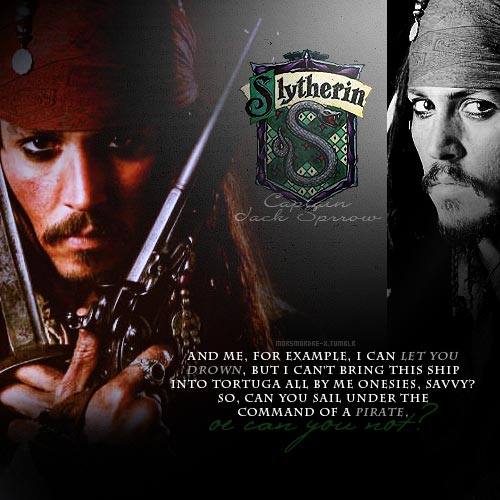 Slytherin
Captain
Jack Sprrow
MORSMORDRE-X.TUMBLR
AND ME, FOR EXAMPLE, I CAN LET YOU
DROWN, BUT I CAN'T BRING THIS SHIP
INTO TORTUGA ALL BY ME ONESIES, SAVVY?
SO, CAN YOU SAIL UNDER THE
COMMAND OF A PIRATE,
oe can you not?